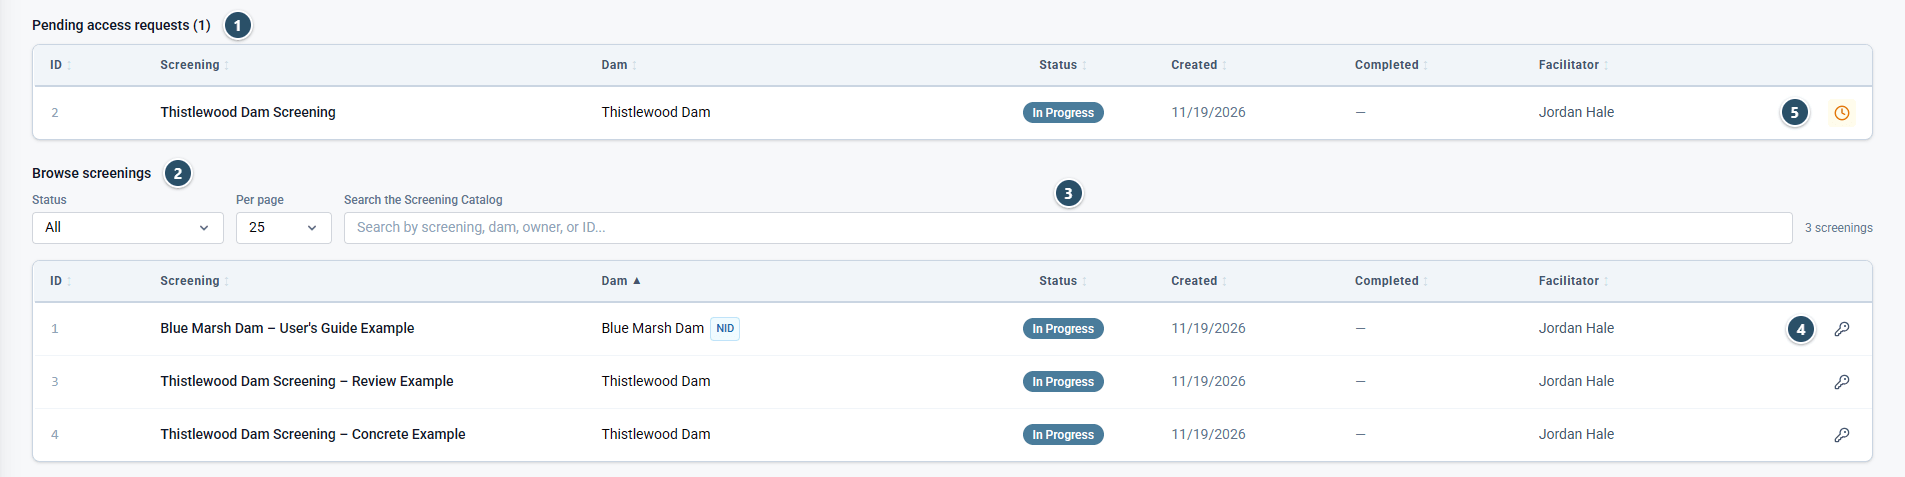 Pending access requests (1) 1
ID Screening Dam Status Created Completed Facilitator
2 Thistlewood Dam Screening Thistlewood Dam In Progress 11/19/2026 — Jordan Hale 5
Browse screenings 2
Status Per page Search the Screening Catalog 3
All 25 Search by screening, dam, owner, or ID... 3 screenings
ID Screening Dam ▲ Status Created Completed Facilitator
1 Blue Marsh Dam – User's Guide Example Blue Marsh Dam NID In Progress 11/19/2026 — Jordan Hale 4
3 Thistlewood Dam Screening – Review Example Thistlewood Dam In Progress 11/19/2026 — Jordan Hale
4 Thistlewood Dam Screening – Concrete Example Thistlewood Dam In Progress 11/19/2026 — Jordan Hale